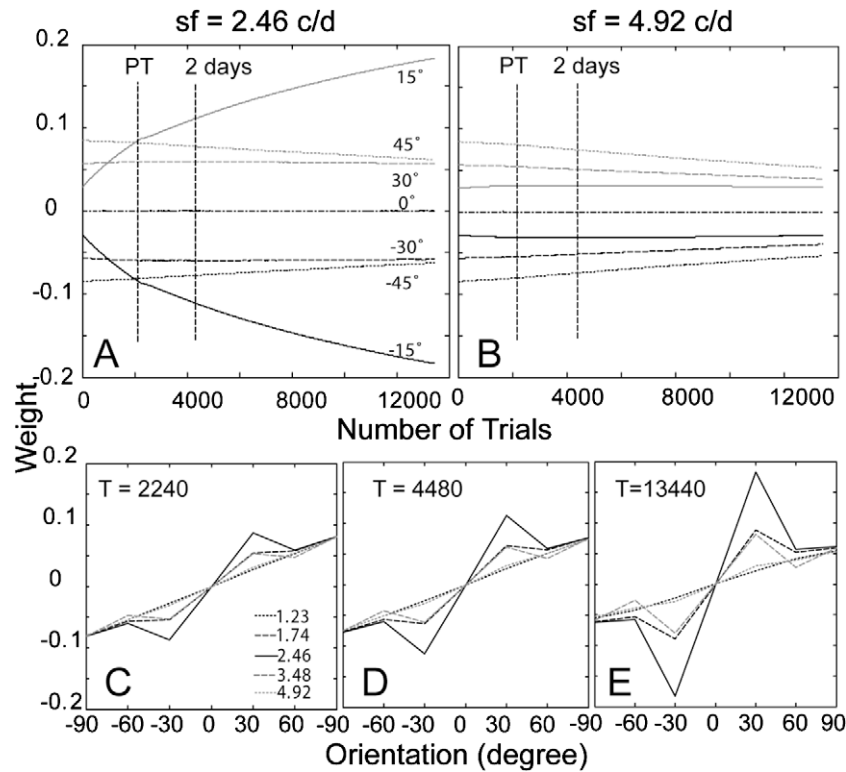 sf = 2.46 c/d
sf = 4.92 c/d
0.2
0.1
0
-0.1
-0.2
PT
2 days
15°
45°
30°
0°
-30°
-45°
-15°
A
PT
2 days
B
0 4000 8000 12000
0 4000 8000 12000
Number of Trials
Weight
0.2
0.1
0
-0.1
-0.2
T = 2240
1.23
1.74
2.46
3.48
4.92
C
T = 4480
D
T=13440
E
-90 -60 -30 0 30 60 -90 -60 -30 0 30 60 -90 -60 -30 0 30 60 90
Orientation (degree)